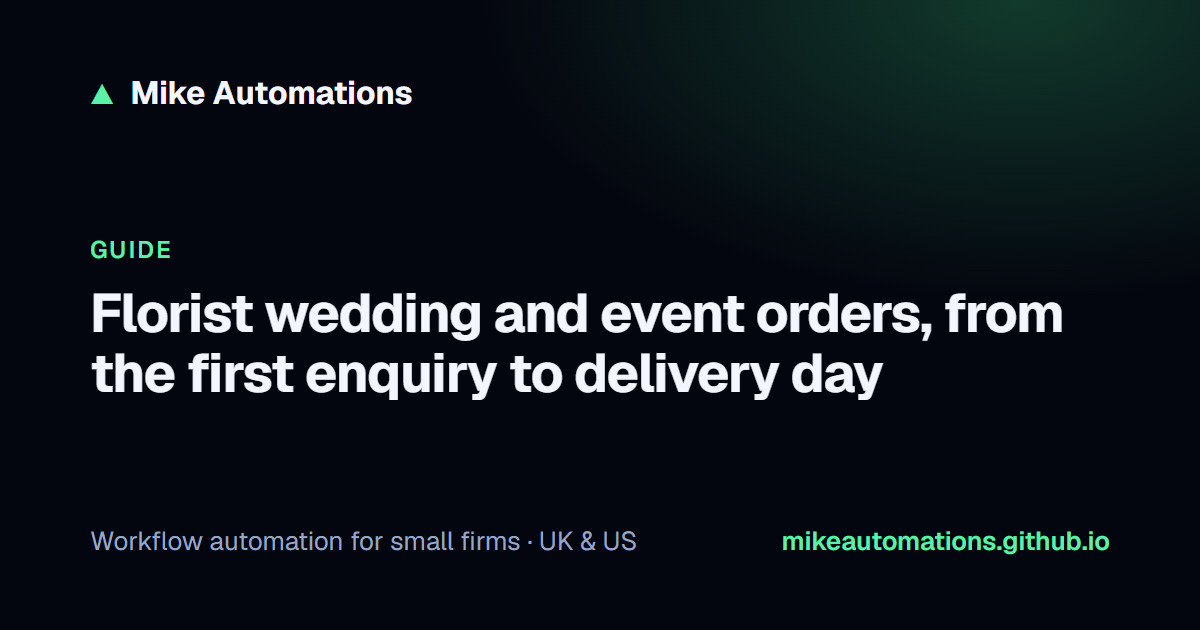 Mike Automations
GUIDE
Florist wedding and event orders, from
the first enquiry to delivery day
Workflow automation for small firms · UK & US
mikeautomations.github.io